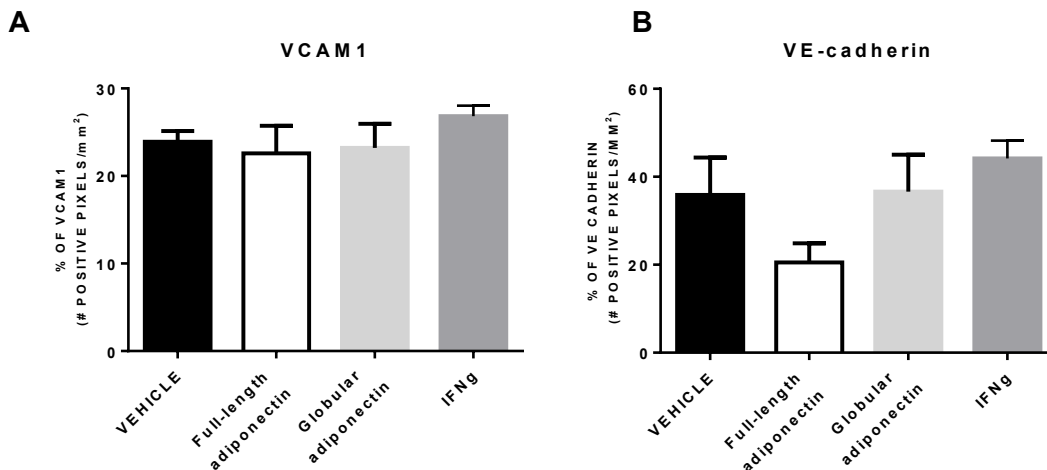 A
VCAM1
% OF VCAM1
(# POSITIVE PIXELS/mm²)
30
20
10
0
VEHICLE
Full-length
adiponectin
Globular
adiponectin
IFNg
B
VE-cadherin
% OF VE CADHERIN
(# POSITIVE PIXELS/MM²)
60
40
20
0
VEHICLE
Full-length
adiponectin
Globular
adiponectin
IFNg